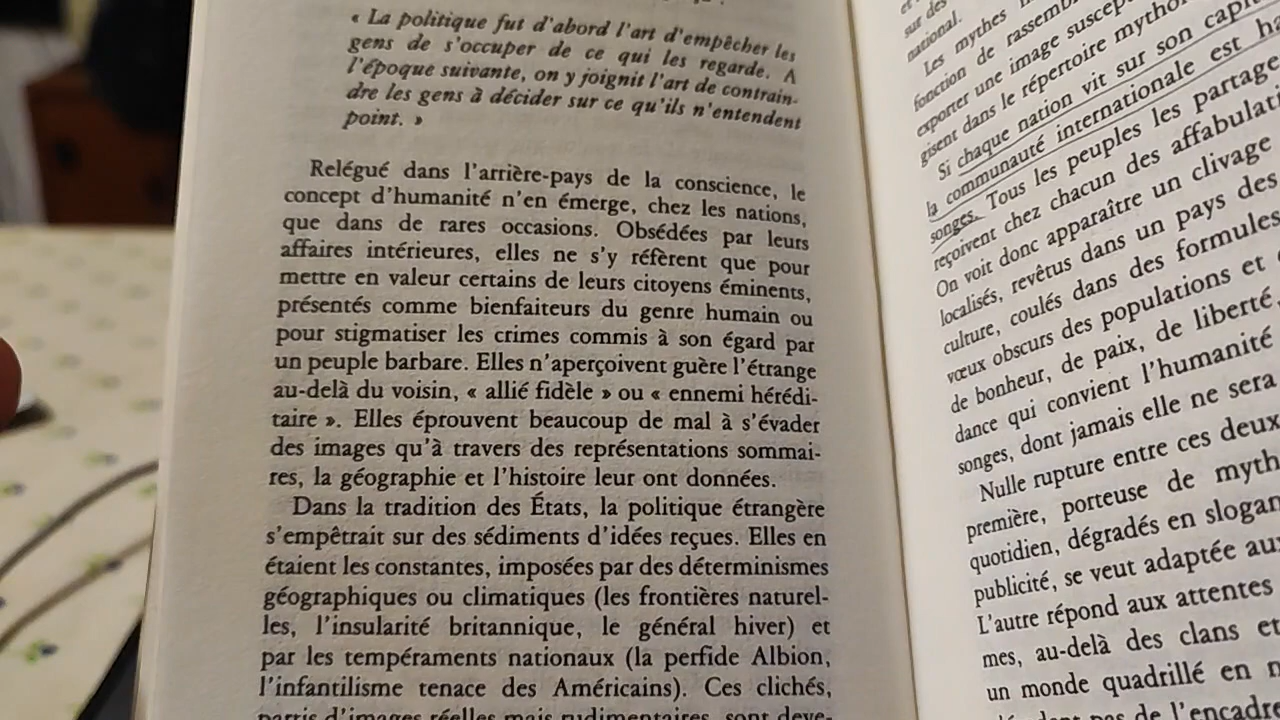 « La politique fut d'abord l'art d'empêcher les
gens de s'occuper de ce qui les regarde. A
l'époque suivante, on y joignit l'art de contrain-
dre les gens à décider sur ce qu'ils n'entendent
point. »
Relégué dans l'arrière-pays de la conscience, le
concept d'humanité n'en émerge, chez les nations,
que dans de rares occasions. Obsédées par leurs
affaires intérieures, elles ne s'y réfèrent que pour
mettre en valeur certains de leurs citoyens éminents,
présentés comme bienfaiteurs du genre humain ou
pour stigmatiser les crimes commis à son égard par
un peuple barbare. Elles n'aperçoivent guère l'étrange
au-delà du voisin, « allié fidèle » ou « ennemi hérédi-
taire ». Elles éprouvent beaucoup de mal à s'évader
des images qu'à travers des représentations sommai-
res, la géographie et l'histoire leur ont données.
Dans la tradition des États, la politique étrangère
s'empêtrait sur des sédiments d'idées reçues. Elles en
étaient les constantes, imposées par des déterminismes
géographiques ou climatiques (les frontières naturel-
les, l'insularité britannique, le général hiver) et
par les tempéraments nationaux (la perfide Albion,
l'infantilisme tenace des Américains). Ces clichés,
partis d'images réelles mais rudimentaires, sont deve-
sur des
national.
Les mythes
fonction de
exporter une image
gisent dans le répertoire
Si chaque nation vit sur son
la communauté internationale est
songes. Tous les peuples les
reçoivent chez chacun des
On voit donc apparaître un clivage
localisés, revêtus dans un pays des
culture, coulés dans des formules
vœux obscurs des populations et
de bonheur, de paix, de liberté,
dance qui convient l'humanité
songes, dont jamais elle ne sera
Nulle rupture entre ces deux
première, porteuse de
quotidien, dégradés en
publicité, se veut adaptée
L'autre répond aux attentes
mes, au-delà des clans
un monde quadrillé en
pas de